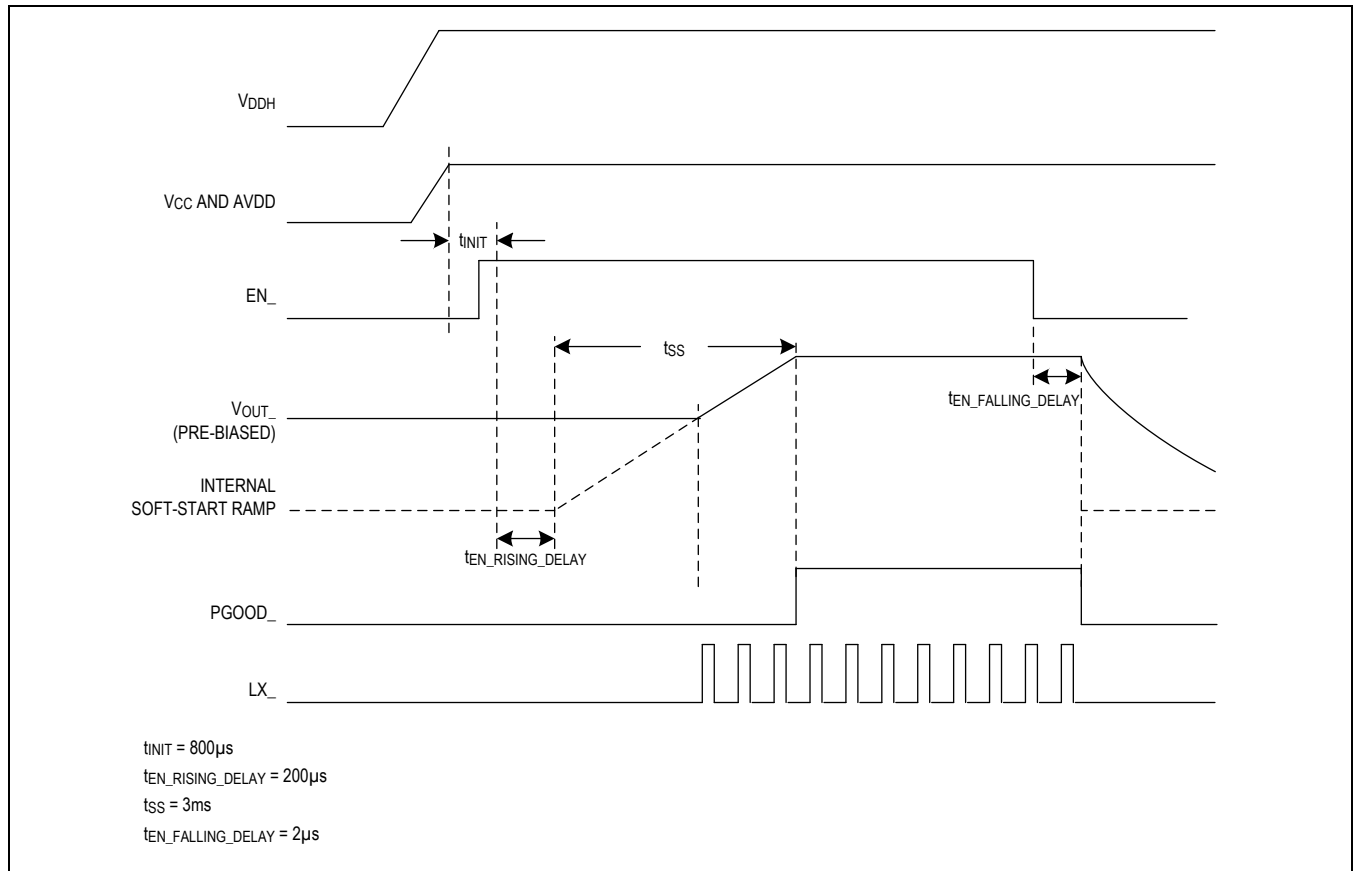 VDDH
VCC AND AVDD
tINIT
EN_
tSS
VOUT_
(PRE-BIASED)
tEN_FALLING_DELAY
INTERNAL
SOFT-START RAMP
tEN_RISING_DELAY
PGOOD_
LX_
tINIT = 800µs
tEN_RISING_DELAY = 200µs
tSS = 3ms
tEN_FALLING_DELAY = 2µs